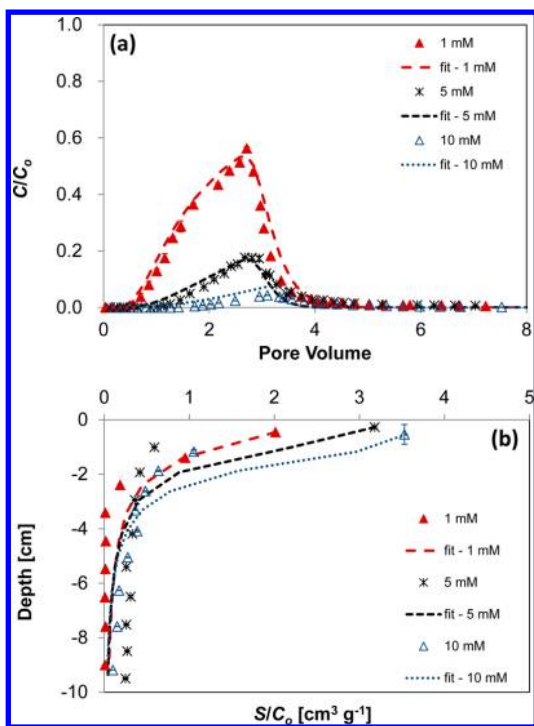 (a)
1.0
0.8
0.6
0.4
0.2
0.0
C/Co
1 mM
fit - 1 mM
5 mM
fit - 5 mM
10 mM
fit - 10 mM
0 2 4 6 8
Pore Volume
0 1 2 3 4 5
(b)
0
-2
-4
-6
-8
-10
Depth [cm]
1 mM
fit - 1 mM
5 mM
fit - 5 mM
10 mM
fit - 10 mM
S/Co [cm³ g⁻¹]